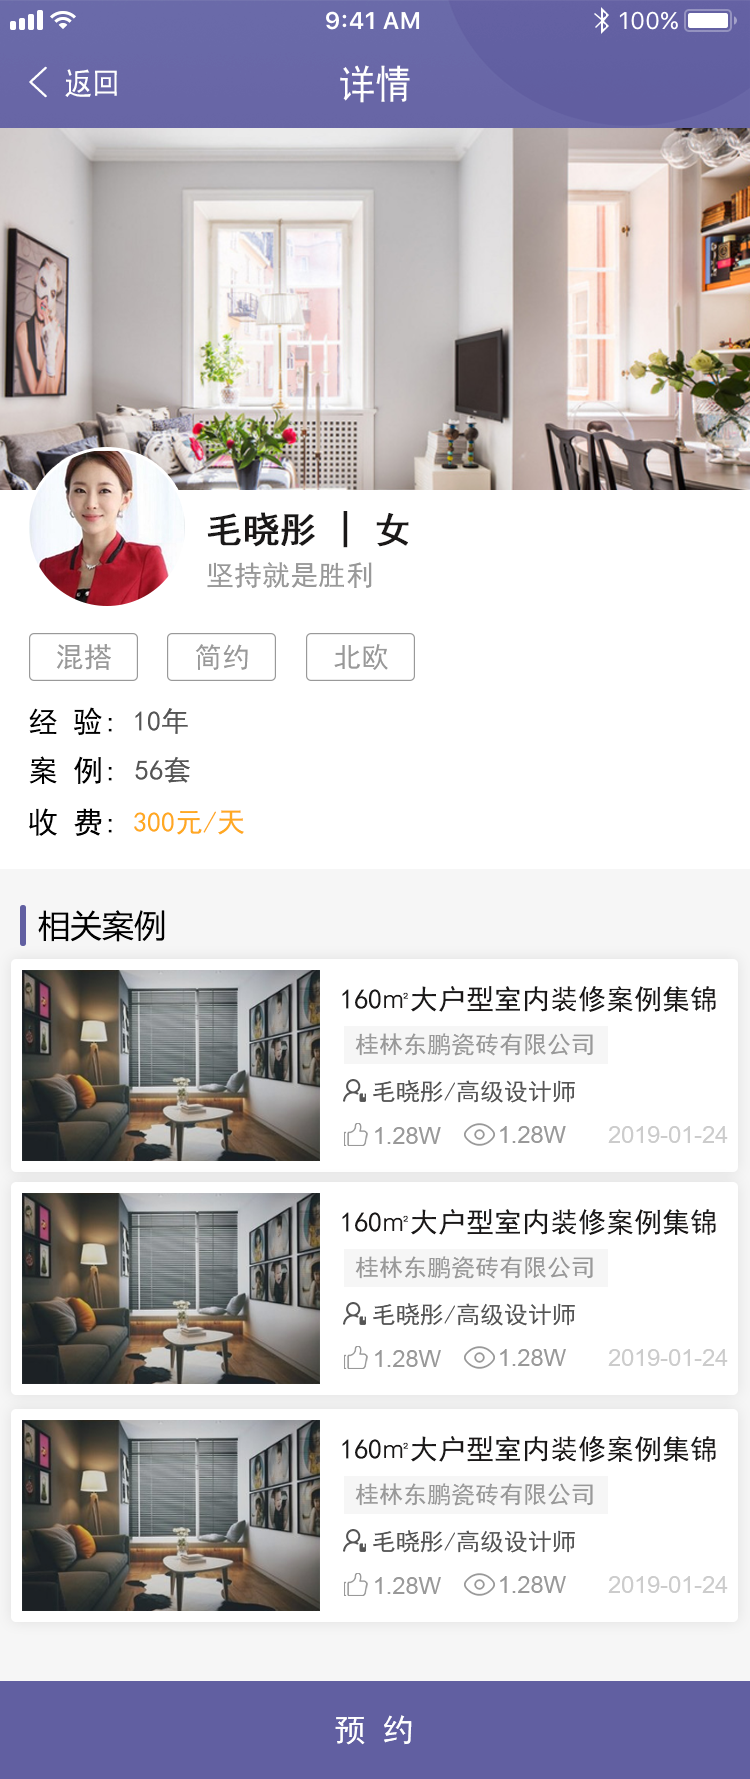 9:41 AM 100%
返回 详情
毛晓彤 | 女
坚持就是胜利
混搭 简约 北欧
经 验: 10年
案 例: 56套
收 费: 300元/天
相关案例
160㎡大户型室内装修案例集锦
桂林东鹏瓷砖有限公司
毛晓彤/高级设计师
1.28W 1.28W 2019-01-24
160㎡大户型室内装修案例集锦
桂林东鹏瓷砖有限公司
毛晓彤/高级设计师
1.28W 1.28W 2019-01-24
160㎡大户型室内装修案例集锦
桂林东鹏瓷砖有限公司
毛晓彤/高级设计师
1.28W 1.28W 2019-01-24
预 约